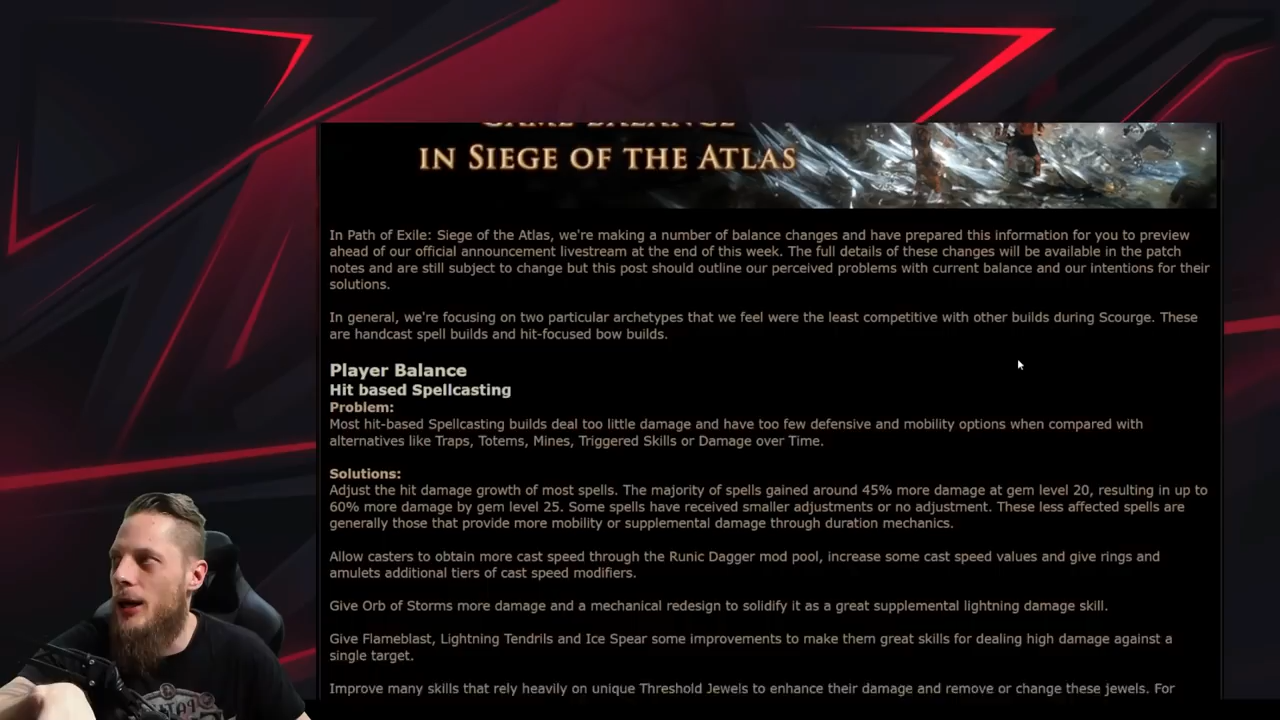 GAME BALANCE
IN SIEGE OF THE ATLAS
In Path of Exile: Siege of the Atlas, we're making a number of balance changes and have prepared this information for you to preview
ahead of our official announcement livestream at the end of this week. The full details of these changes will be available in the patch
notes and are still subject to change but this post should outline our perceived problems with current balance and our intentions for their
solutions.
In general, we're focusing on two particular archetypes that we feel were the least competitive with other builds during Scourge. These
are handcast spell builds and hit-focused bow builds.
Player Balance
Hit based Spellcasting
Problem:
Most hit-based Spellcasting builds deal too little damage and have too few defensive and mobility options when compared with
alternatives like Traps, Totems, Mines, Triggered Skills or Damage over Time.
Solutions:
Adjust the hit damage growth of most spells. The majority of spells gained around 45% more damage at gem level 20, resulting in up to
60% more damage by gem level 25. Some spells have received smaller adjustments or no adjustment. These less affected spells are
generally those that provide more mobility or supplemental damage through duration mechanics.
Allow casters to obtain more cast speed through the Runic Dagger mod pool, increase some cast speed values and give rings and
amulets additional tiers of cast speed modifiers.
Give Orb of Storms more damage and a mechanical redesign to solidify it as a great supplemental lightning damage skill.
Give Flameblast, Lightning Tendrils and Ice Spear some improvements to make them great skills for dealing high damage against a
single target.
Improve many skills that rely heavily on unique Threshold Jewels to enhance their damage and remove or change these jewels. For